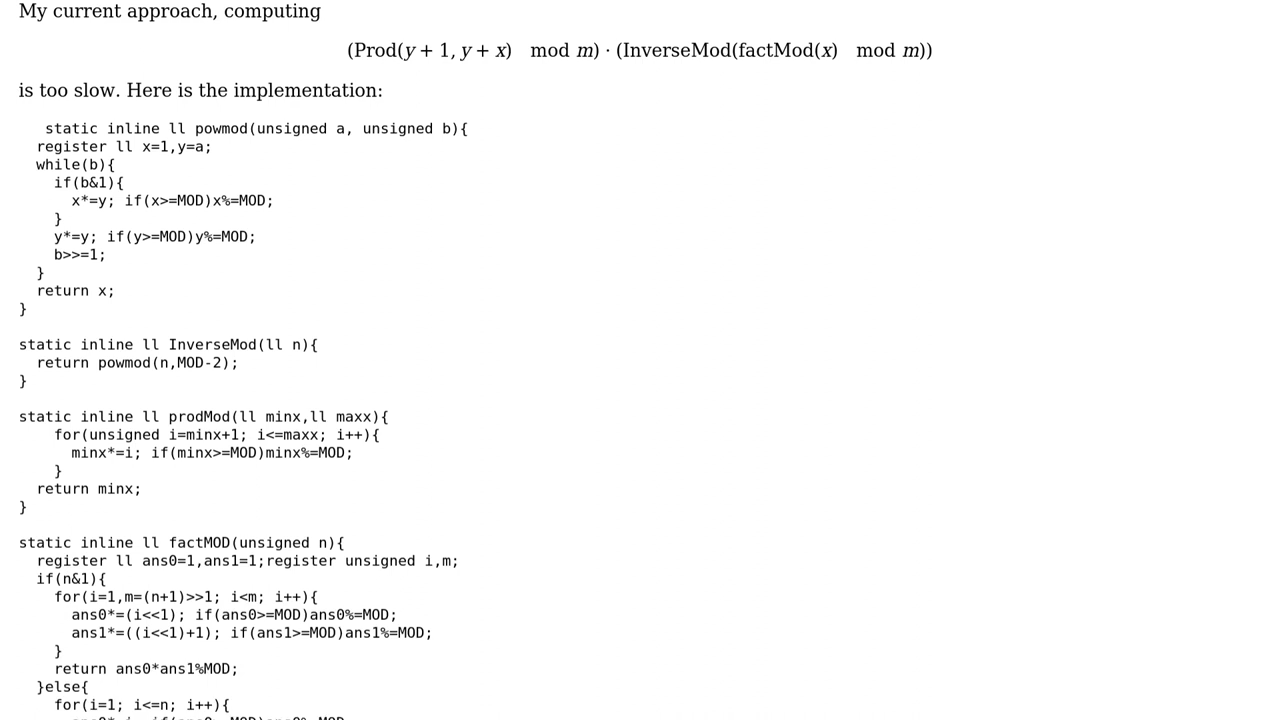 My current approach, computing
(Prod(y + 1, y + x) mod m) · (InverseMod(factMod(x) mod m))
is too slow. Here is the implementation:
static inline ll powmod(unsigned a, unsigned b){
register ll x=1,y=a;
while(b){
if(b&1){
x*=y; if(x>=MOD)x%=MOD;
}
y*=y; if(y>=MOD)y%=MOD;
b>>=1;
}
return x;
}
static inline ll InverseMod(ll n){
return powmod(n,MOD-2);
}
static inline ll prodMod(ll minx,ll maxx){
for(unsigned i=minx+1; i<=maxx; i++){
minx*=i; if(minx>=MOD)minx%=MOD;
}
return minx;
}
static inline ll factMOD(unsigned n){
register ll ans0=1,ans1=1;register unsigned i,m;
if(n&1){
for(i=1,m=(n+1)>>1; i<m; i++){
ans0*=(i<<1); if(ans0>=MOD)ans0%=MOD;
ans1*=((i<<1)+1); if(ans1>=MOD)ans1%=MOD;
}
return ans0*ans1%MOD;
}else{
for(i=1; i<=n; i++){